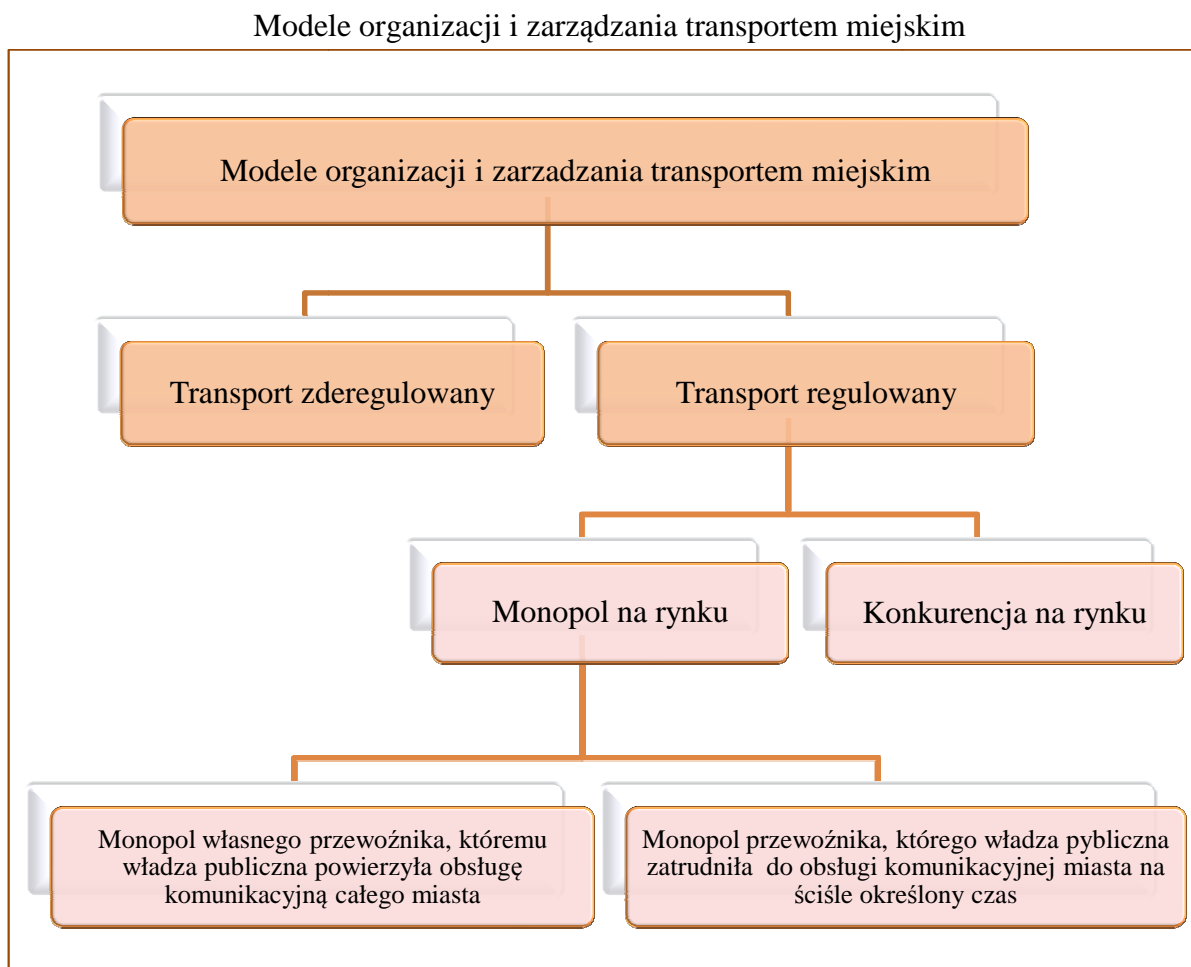 Modele organizacji i zarządzania transportem miejskim
Modele organizacji i zarzadzania transportem miejskim
Transport zderegulowany
Transport regulowany
Monopol na rynku
Konkurencja na rynku
Monopol własnego przewoźnika, któremu
władza publiczna powierzyła obsługę
komunikacyjną całego miasta
Monopol przewoźnika, którego władza pybliczna
zatrudniła do obsługi komunikacyjnej miasta na
ściśle określony czas